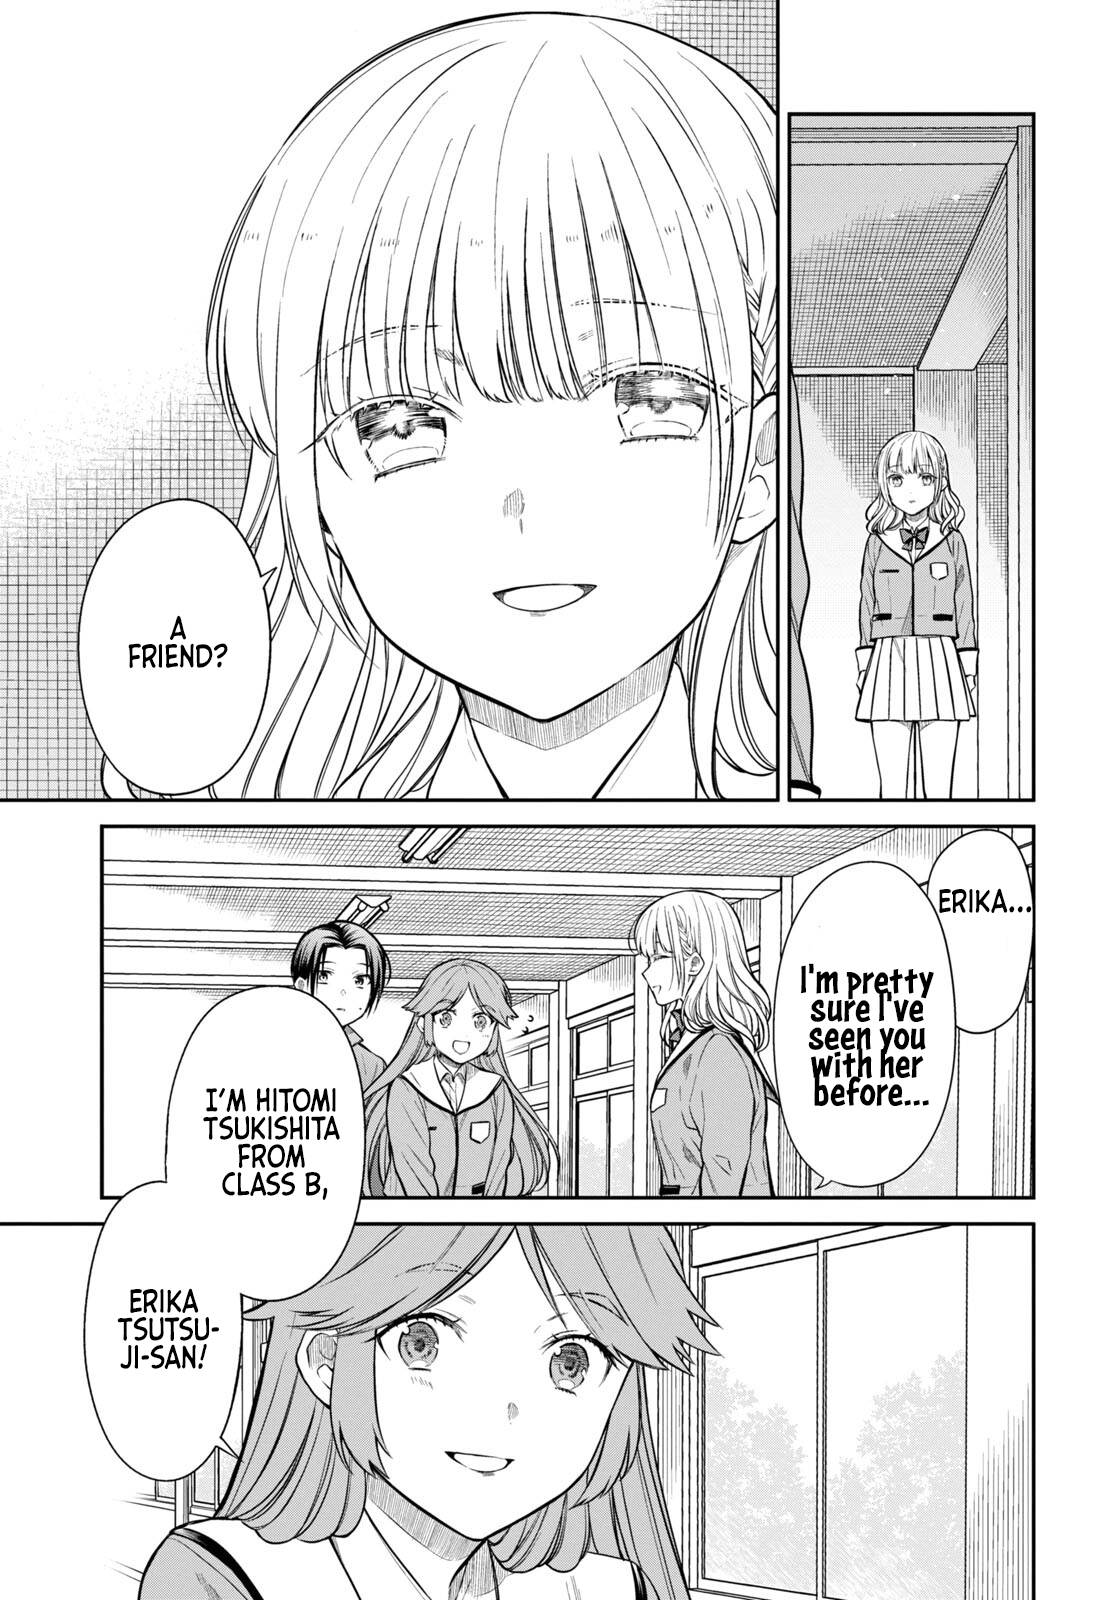 A
FRIEND?
ERIKA...
I'm pretty
sure I've
seen you
with her
before...
I'M HITOMI
TSUKISHITA
FROM
CLASS B,
ERIKA
TSUTSU-
JI-SAN!